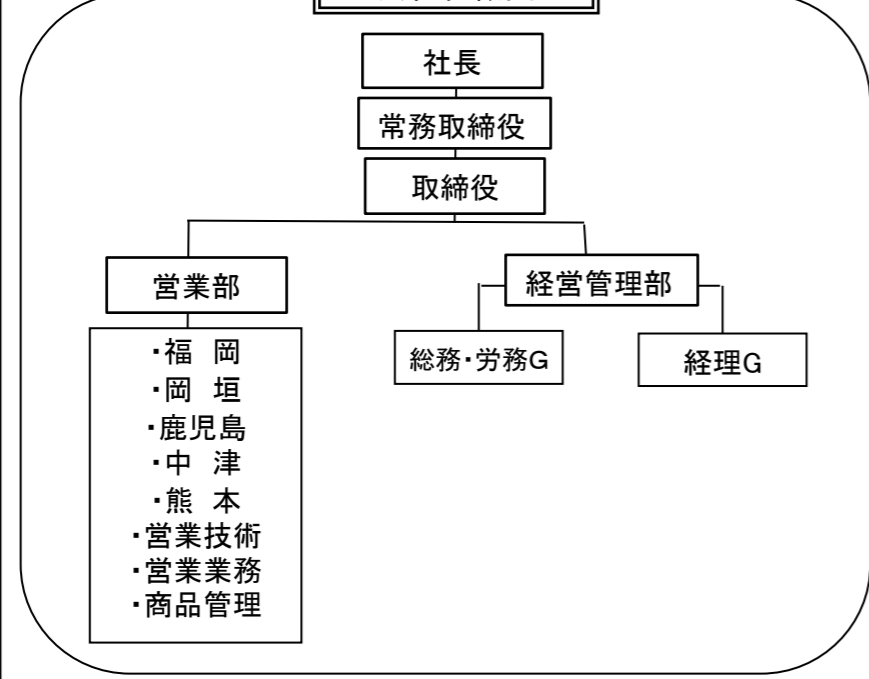 社長
常務取締役
取締役
営業部
経営管理部
・福　岡
・岡　垣
・鹿児島
・中　津
・熊　本
・営業技術
・営業業務
・商品管理
総務・労務G
経理G